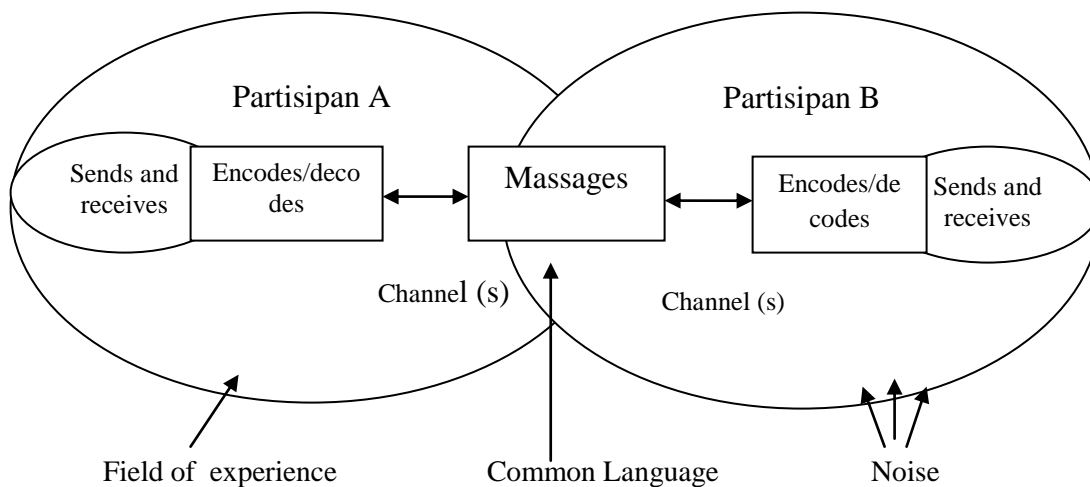 Partisipan A
Partisipan B
Sends and
receives
Encodes/deco
des
Massages
Encodes/de
codes
Sends and
receives
Channel (s)
Channel (s)
Field of experience
Common Language
Noise